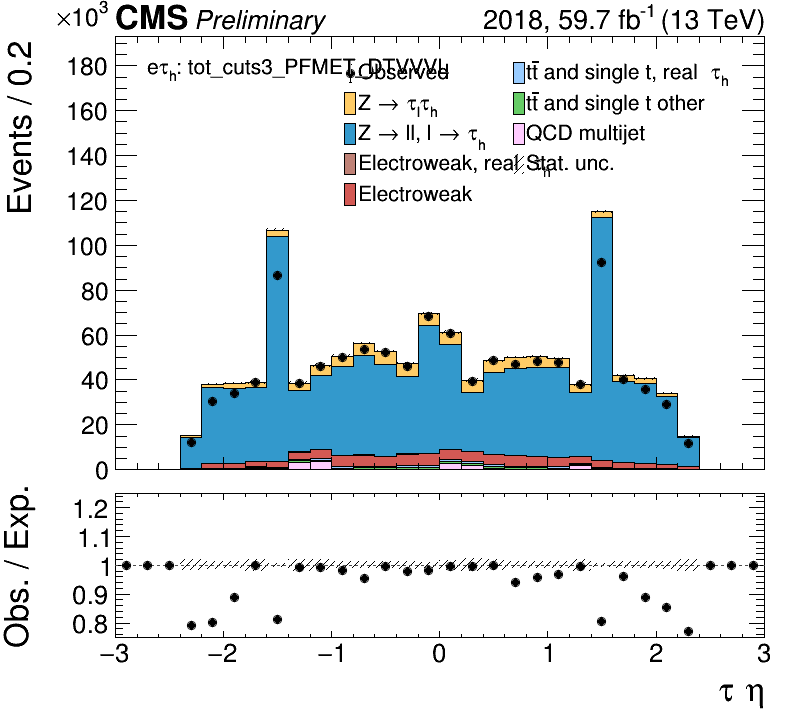 ×10³ CMS Preliminary 2018, 59.7 fb⁻¹ (13 TeV)
eτh: tot_cuts3_PFMET_DTVVVL
Observed
Z → τlτh
Z → ll, l → τh
Electroweak, real τh
Electroweak
tt̄ and single t, real τh
tt̄ and single t other
QCD multijet
Stat. unc.
Events / 0.2
180
160
140
120
100
80
60
40
20
0
Obs. / Exp.
1.2
1.1
1
0.9
0.8
−3 −2 −1 0 1 2 3
τ η